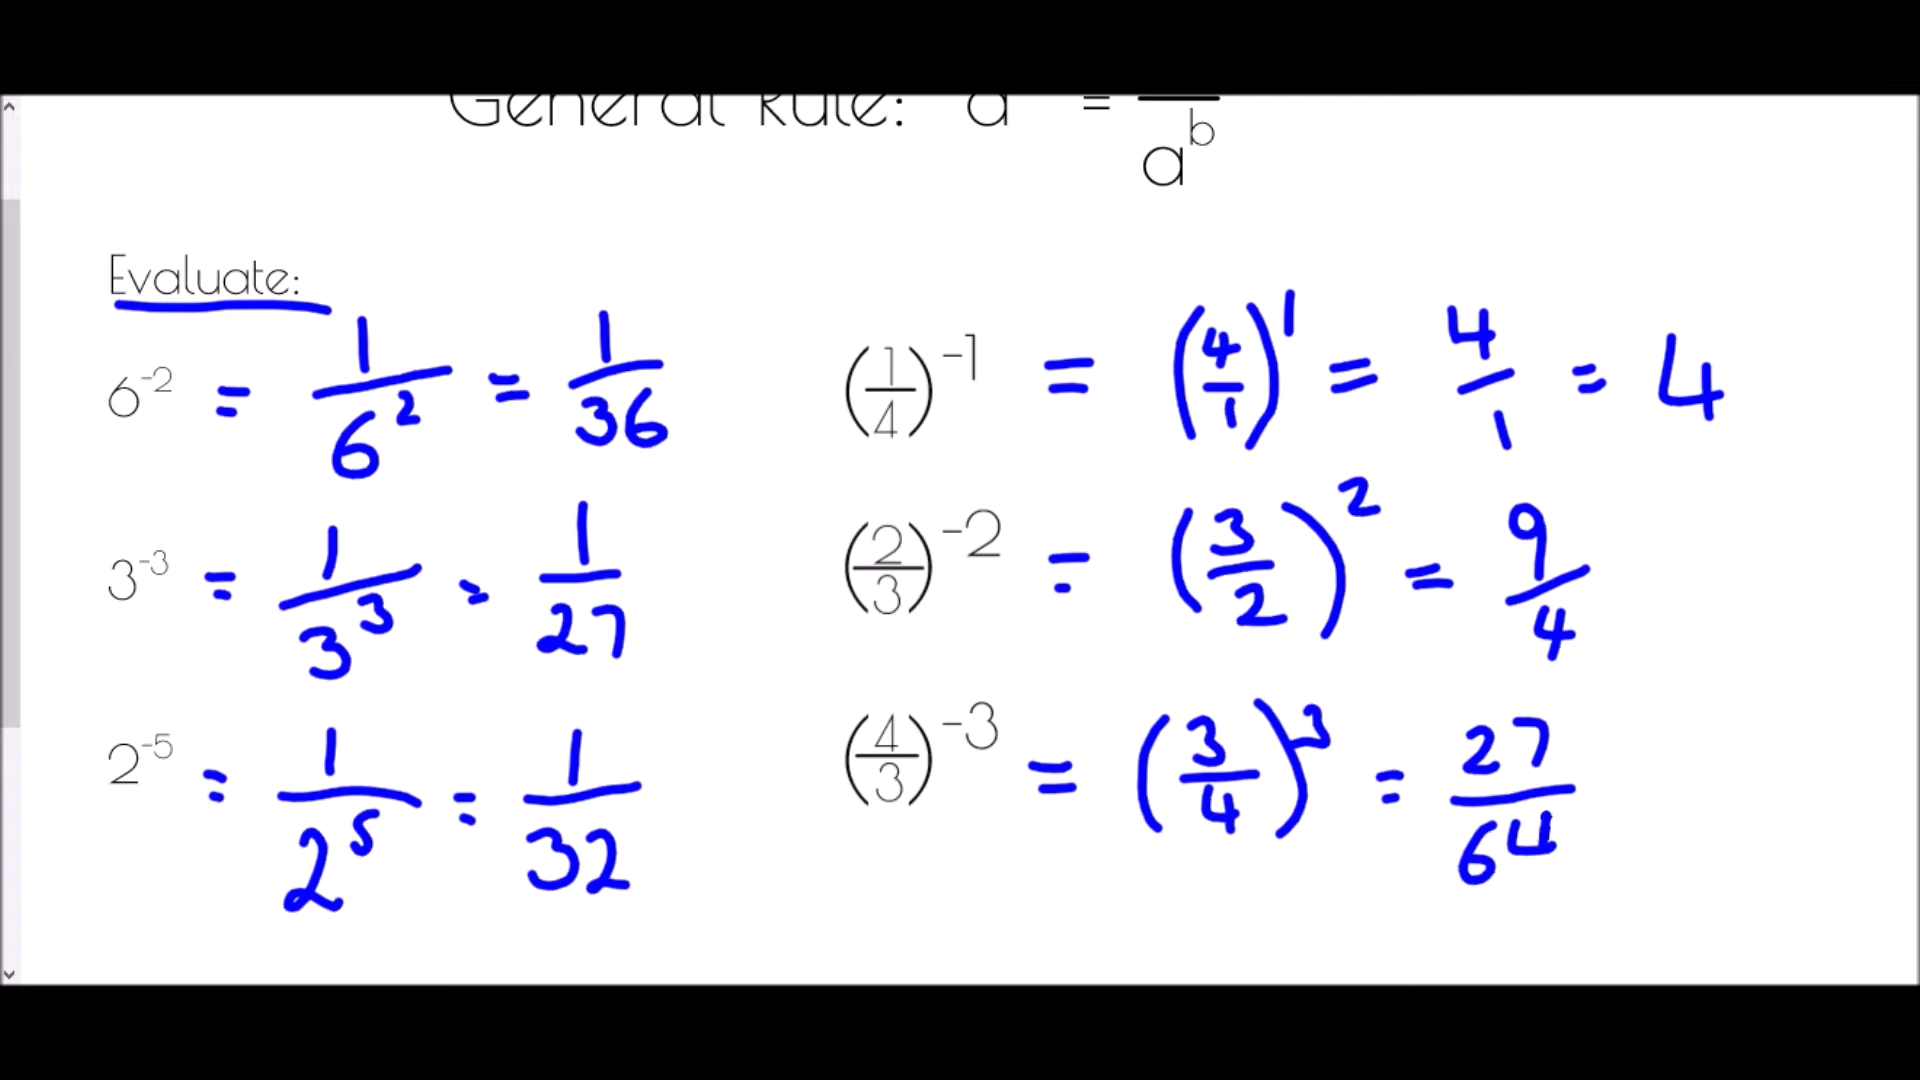 General Rule: a = a^b
Evaluate:
6^-2 = 1/6^2 = 1/36
3^-3 = 1/3^3 = 1/27
2^-5 = 1/2^5 = 1/32
(1/4)^-1 = (4/1)^1 = 4/1 = 4
(2/3)^-2 = (3/2)^2 = 9/4
(4/3)^-3 = (3/4)^3 = 27/64